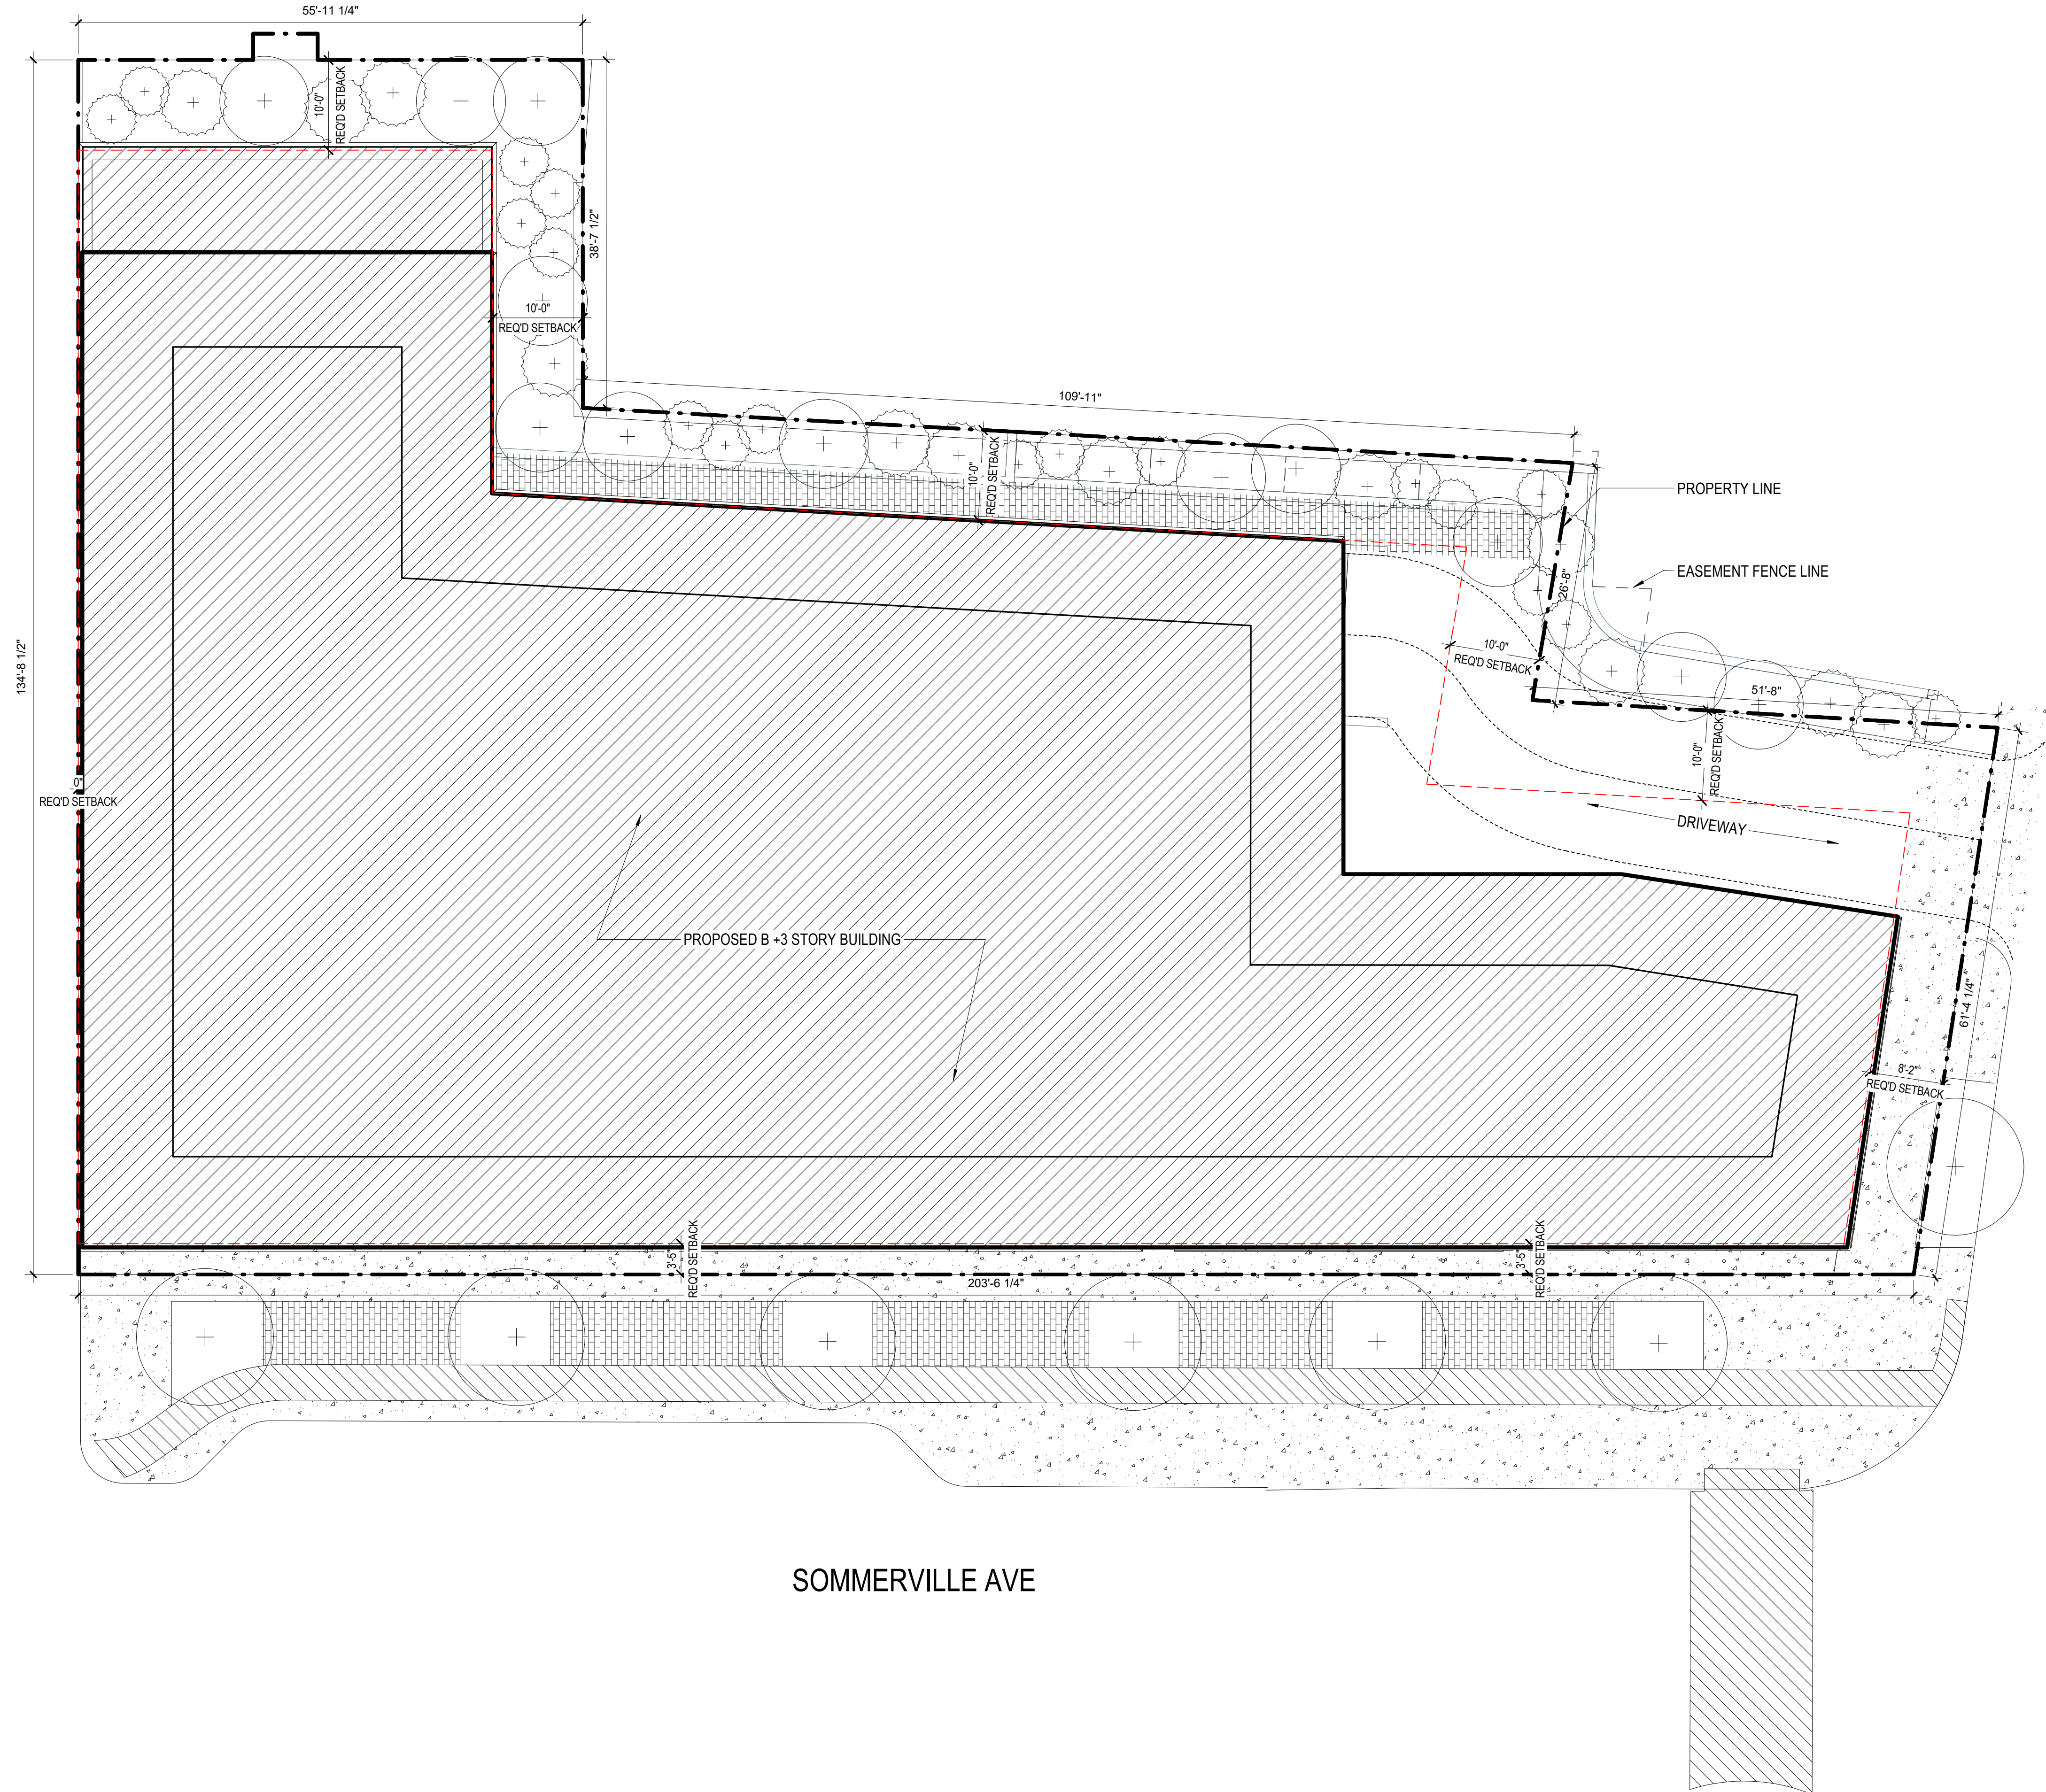 55'-11 1/4"
10'-0"
REQ'D SETBACK
38'-7 1/2"
10'-0"
REQ'D SETBACK
109'-11"
10'-0"
REQ'D SETBACK
PROPERTY LINE
EASEMENT FENCE LINE
26'-8"
10'-0"
REQ'D SETBACK
134'-8 1/2"
51'-8"
10'-0"
REQ'D SETBACK
0"
REQ'D SETBACK
DRIVEWAY
PROPOSED B +3 STORY BUILDING
61'-4 1/4"
8'-2"
REQ'D SETBACK
3'-5"
REQ'D SETBACK
3'-5"
REQ'D SETBACK
203'-6 1/4"
SOMMERVILLE AVE